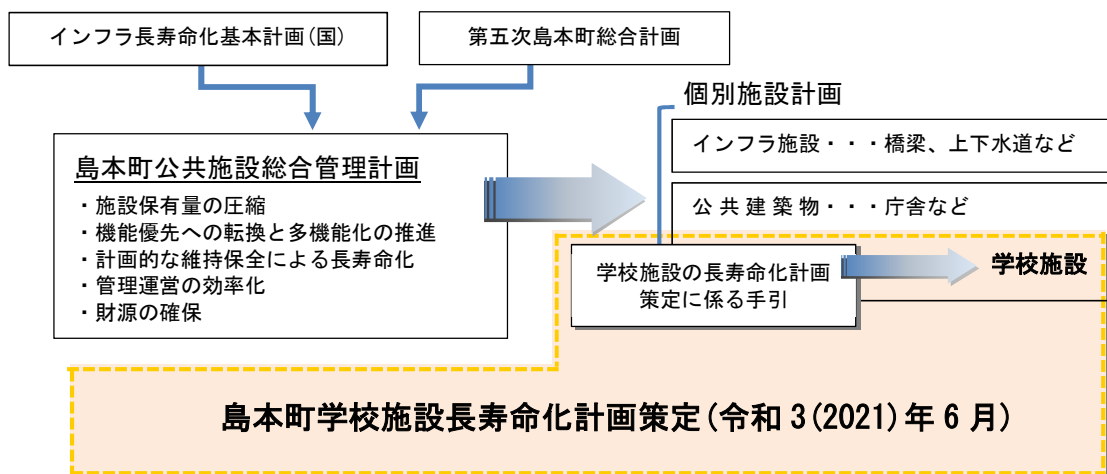 インフラ長寿命化基本計画(国)
第五次島本町総合計画
島本町公共施設総合管理計画
・施設保有量の圧縮
・機能優先への転換と多機能化の推進
・計画的な維持保全による長寿命化
・管理運営の効率化
・財源の確保
個別施設計画
インフラ施設・・・橋梁、上下水道など
公共建築物・・・庁舎など
学校施設の長寿命化計画
策定に係る手引
学校施設
島本町学校施設長寿命化計画策定(令和3(2021)年6月)